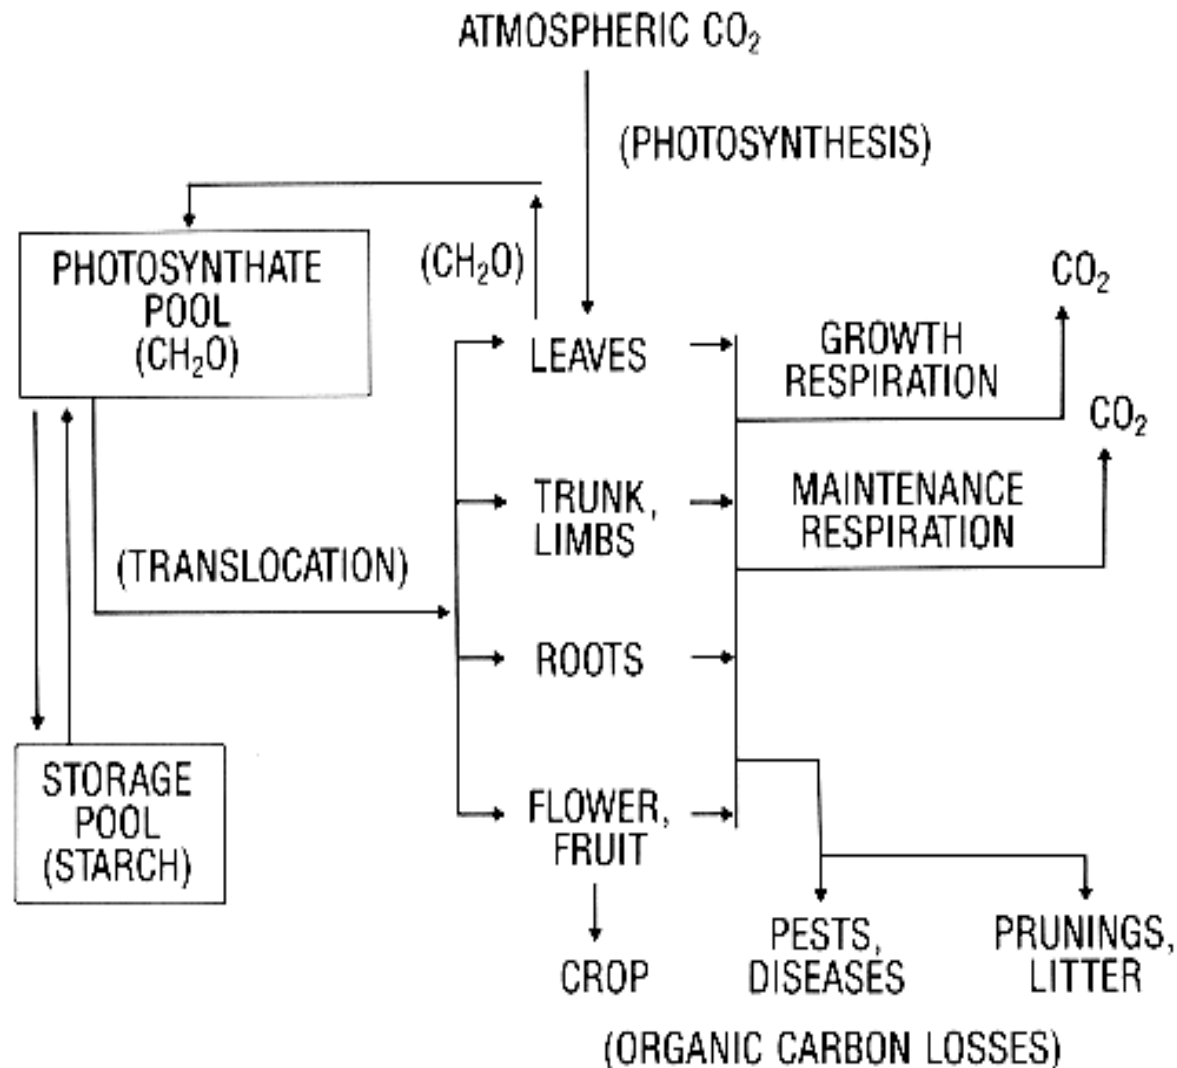 ATMOSPHERIC CO₂
(PHOTOSYNTHESIS)
PHOTOSYNTHATE
POOL
(CH₂O)
(CH₂O)
CO₂
LEAVES
GROWTH
RESPIRATION
CO₂
TRUNK,
LIMBS
MAINTENANCE
RESPIRATION
(TRANSLOCATION)
ROOTS
STORAGE
POOL
(STARCH)
FLOWER,
FRUIT
CROP
PESTS,
DISEASES
PRUNINGS,
LITTER
(ORGANIC CARBON LOSSES)